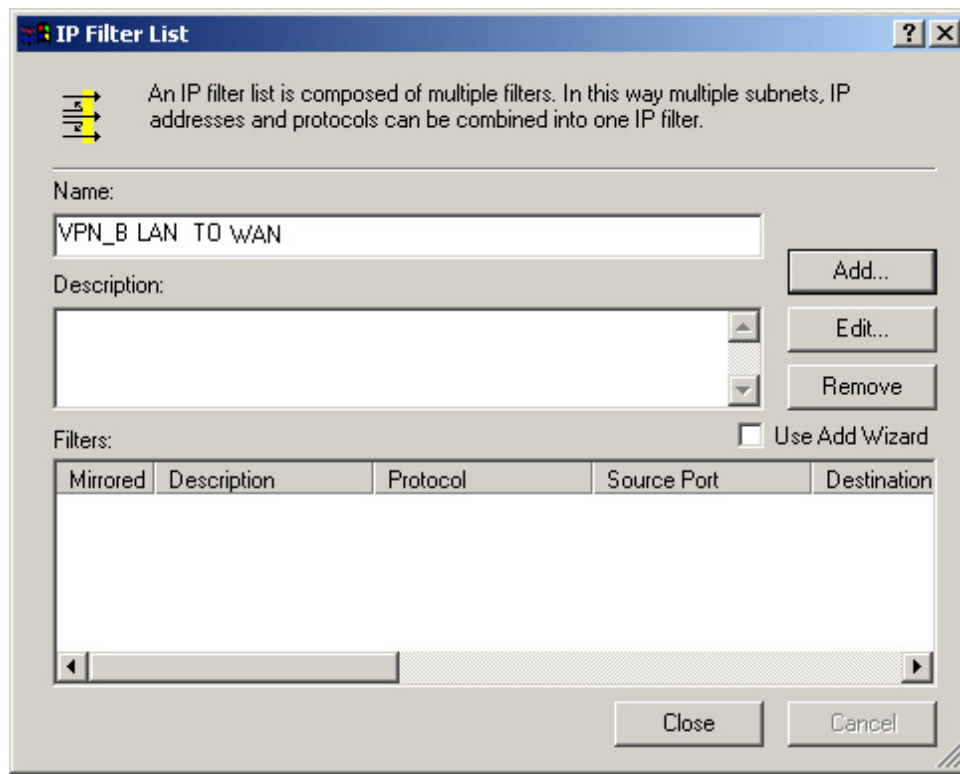 IP Filter List
An IP filter list is composed of multiple filters. In this way multiple subnets, IP
addresses and protocols can be combined into one IP filter.
Name:
VPN_B LAN TO WAN
Add...
Description:
Edit...
Remove
Filters:
Use Add Wizard
Mirrored Description Protocol Source Port Destination
Close Cancel